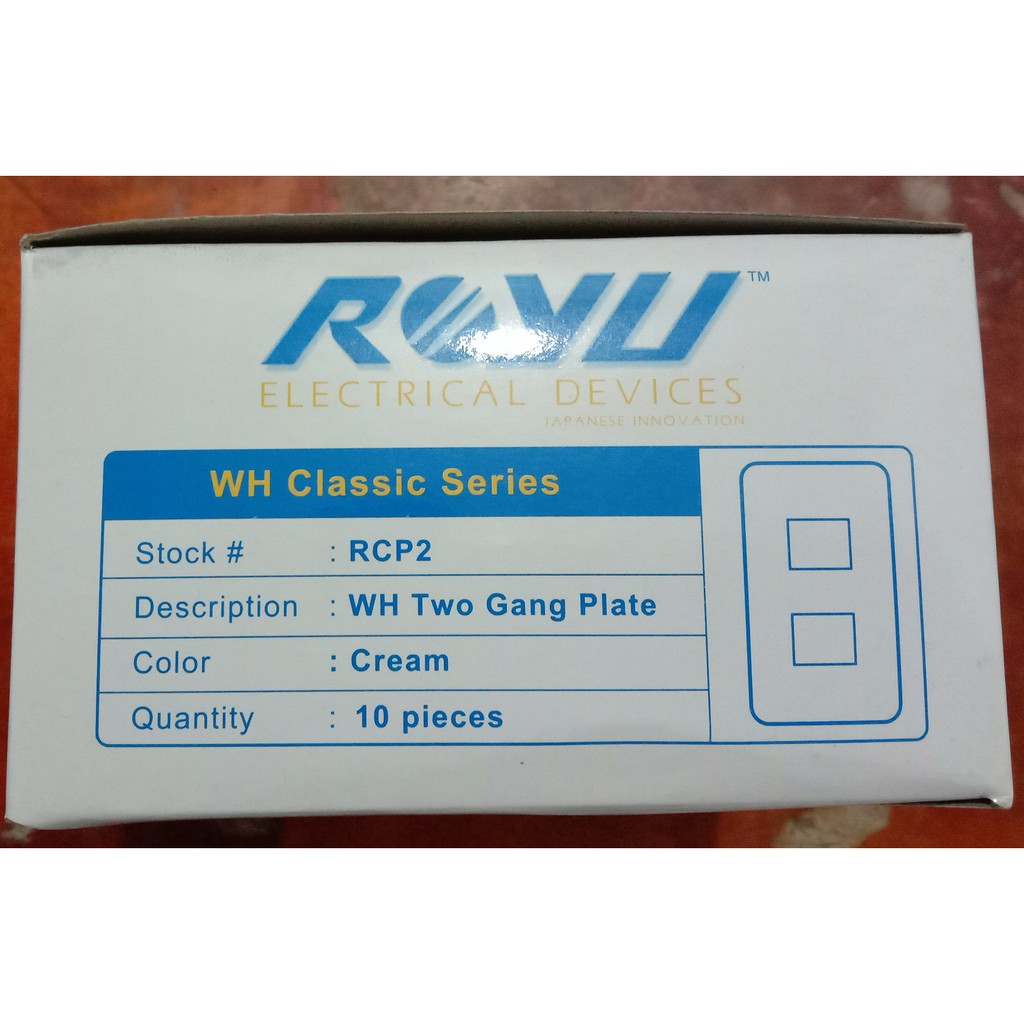 ROYU™
ELECTRICAL DEVICES
JAPANESE INNOVATION
WH Classic Series
Stock # : RCP2
Description : WH Two Gang Plate
Color : Cream
Quantity : 10 pieces